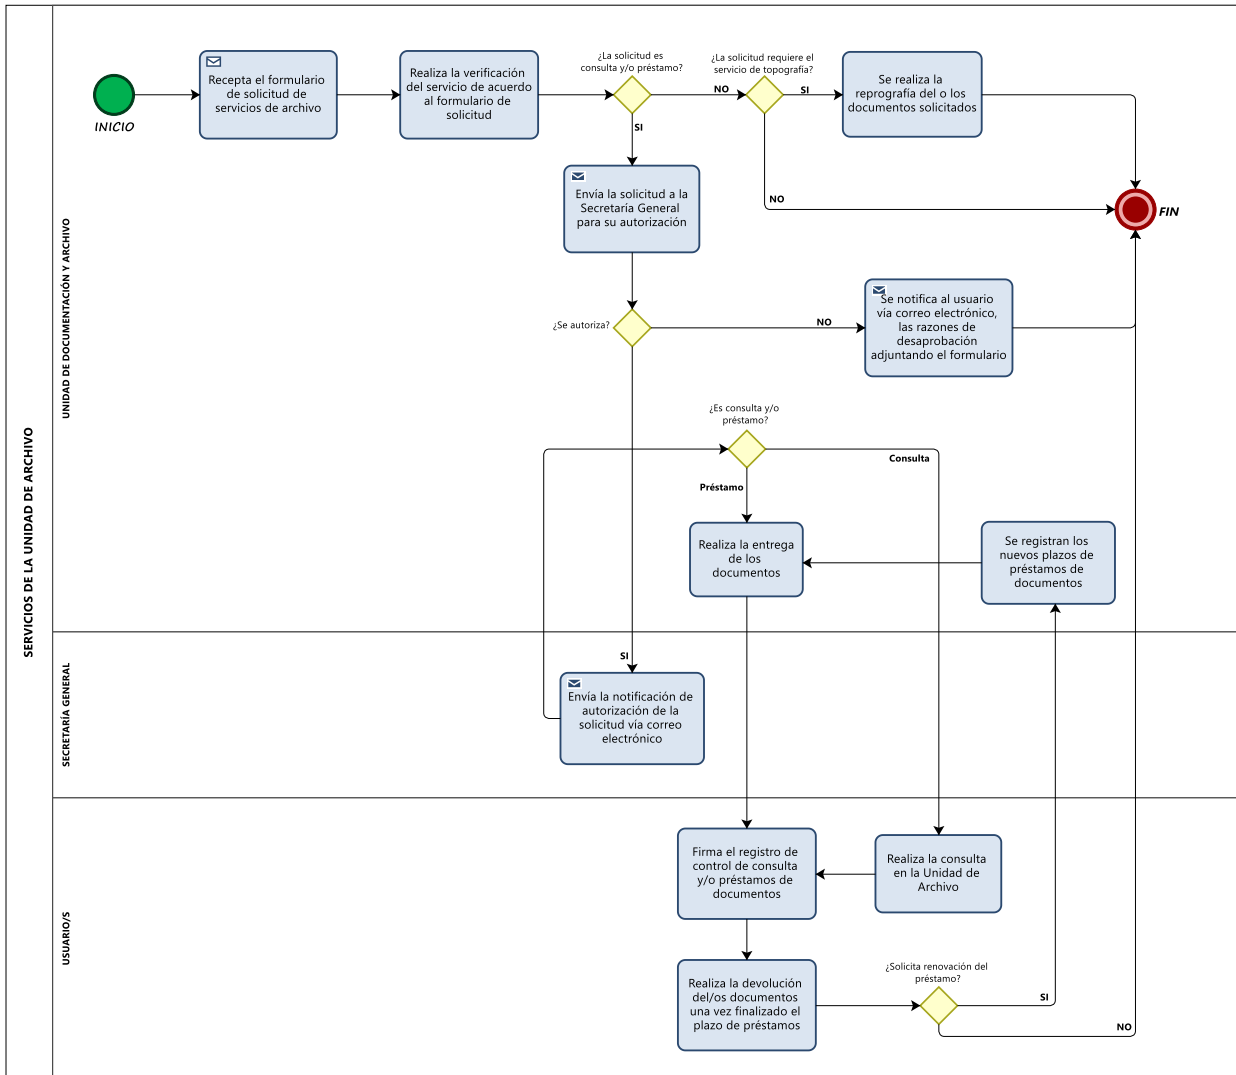 SERVICIOS DE LA UNIDAD DE ARCHIVO
UNIDAD DE DOCUMENTACIÓN Y ARCHIVO
INICIO
Recepta el formulario
de solicitud de
servicios de archivo
Realiza la verificación
del servicio de acuerdo
al formulario de
solicitud
¿La solicitud es
consulta y/o préstamo?
NO
SI
¿La solicitud requiere el
servicio de topografía?
SI
NO
Se realiza la
reprografía del o los
documentos solicitados
FIN
Envía la solicitud a la
Secretaría General
para su autorización
¿Se autoriza?
NO
Se notifica al usuario
vía correo electrónico,
las razones de
desaprobación
adjuntando el formulario
¿Es consulta y/o
préstamo?
Consulta
Préstamo
Realiza la entrega
de los
documentos
Se registran los
nuevos plazos de
préstamos de
documentos
SECRETARÍA GENERAL
SI
Envía la notificación de
autorización de la
solicitud vía correo
electrónico
USUARIO/S
Firma el registro de
control de consulta
y/o préstamos de
documentos
Realiza la consulta
en la Unidad de
Archivo
Realiza la devolución
del/os documentos
una vez finalizado el
plazo de préstamos
¿Solicita renovación del
préstamo?
SI
NO